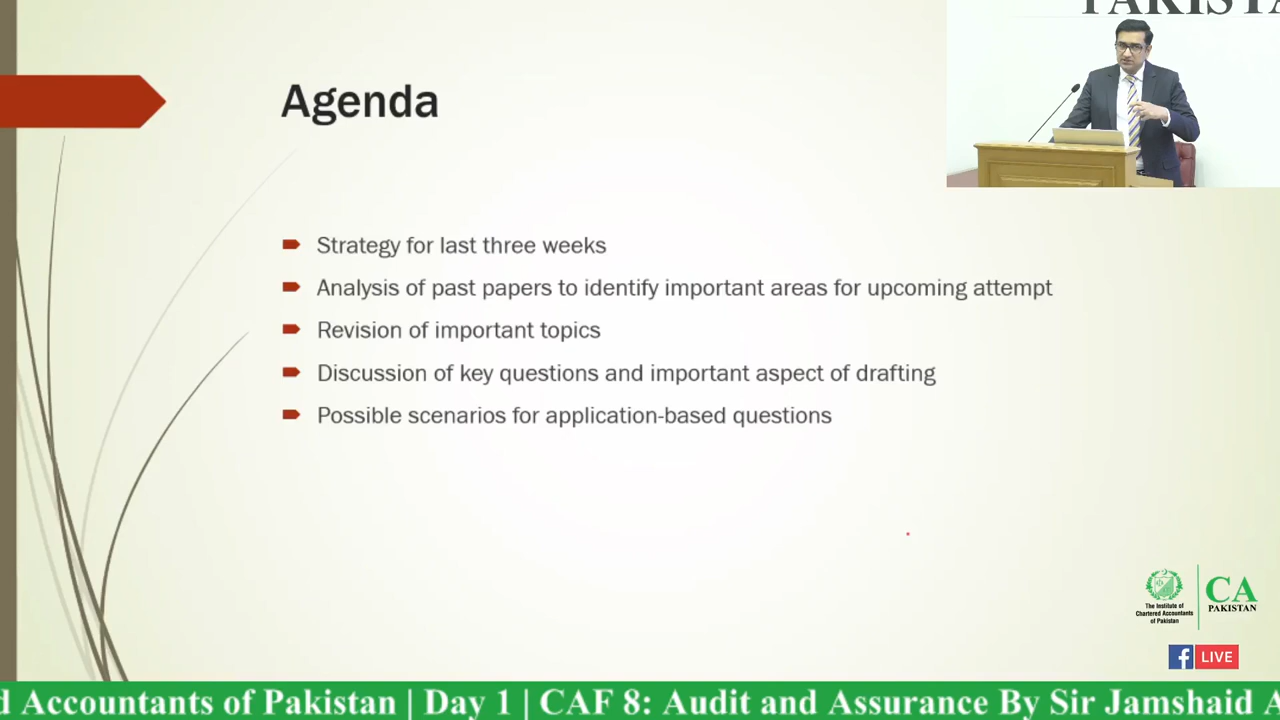 PAKISTA
Agenda
Strategy for last three weeks
Analysis of past papers to identify important areas for upcoming attempt
Revision of important topics
Discussion of key questions and important aspect of drafting
Possible scenarios for application-based questions
The Institute of
Chartered Accountants
of Pakistan
CA
PAKISTAN
f LIVE
d Accountants of Pakistan | Day 1 | CAF 8: Audit and Assurance By Sir Jamshaid A